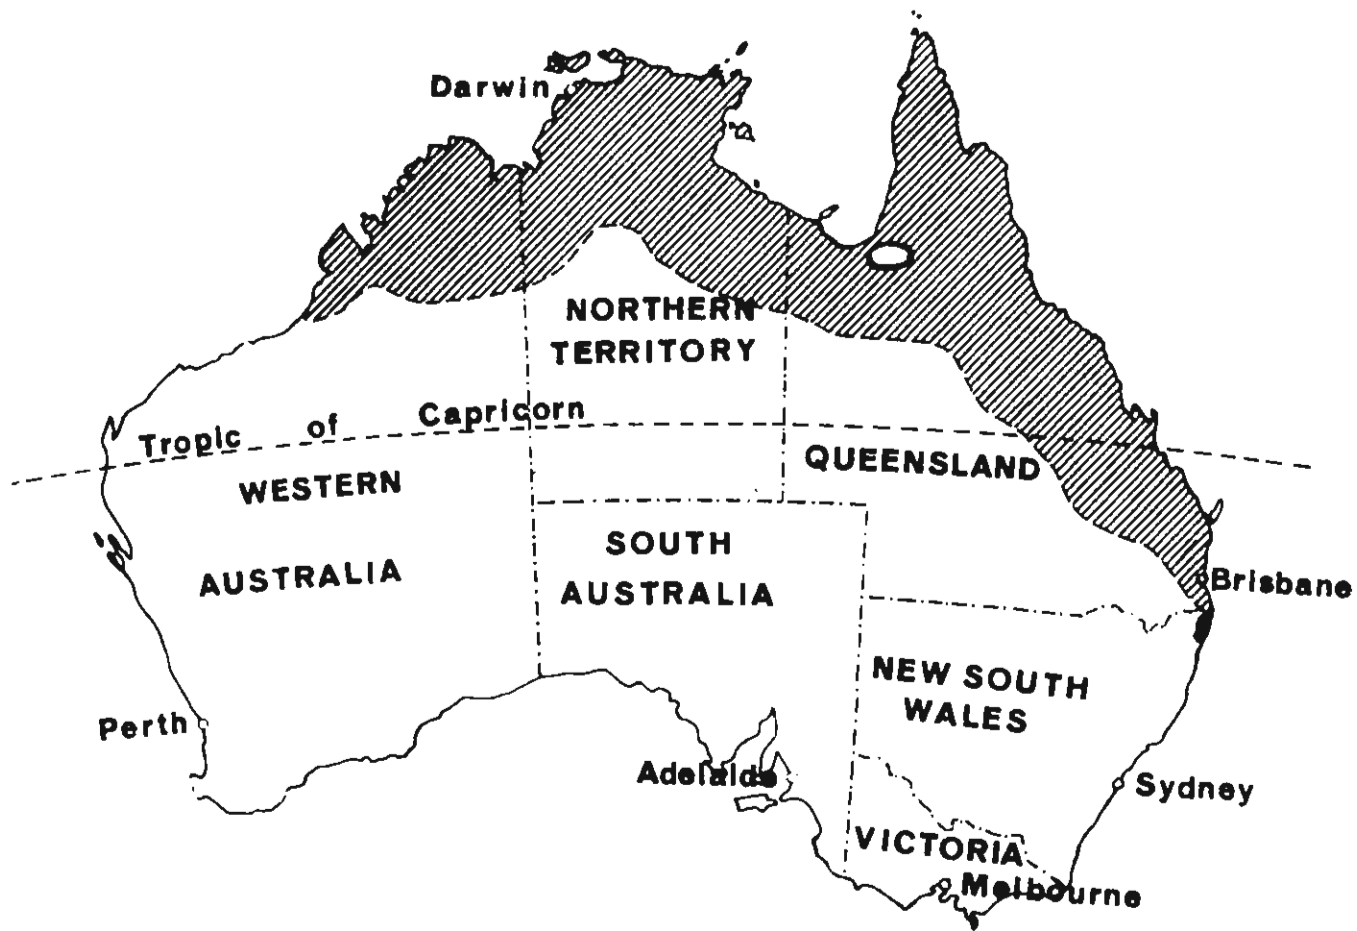 Darwin
NORTHERN
TERRITORY
Tropic of Capricorn
WESTERN
AUSTRALIA
QUEENSLAND
SOUTH
AUSTRALIA
Brisbane
NEW SOUTH
WALES
Perth
Adelaide
Sydney
VICTORIA
Melbourne